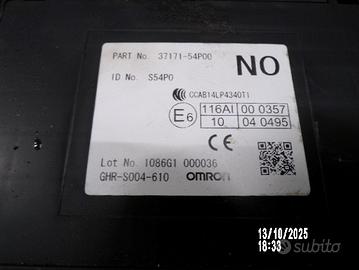 PART No. 37171-54P00
NO
ID No. S54P0
CCAB14LP4340T1
E6
116AI 00 0357
10 04 0495
CE
Lot No. 1086G1 000036
GHR-S004-610 OMRON
13/10/2025
18:33
subito